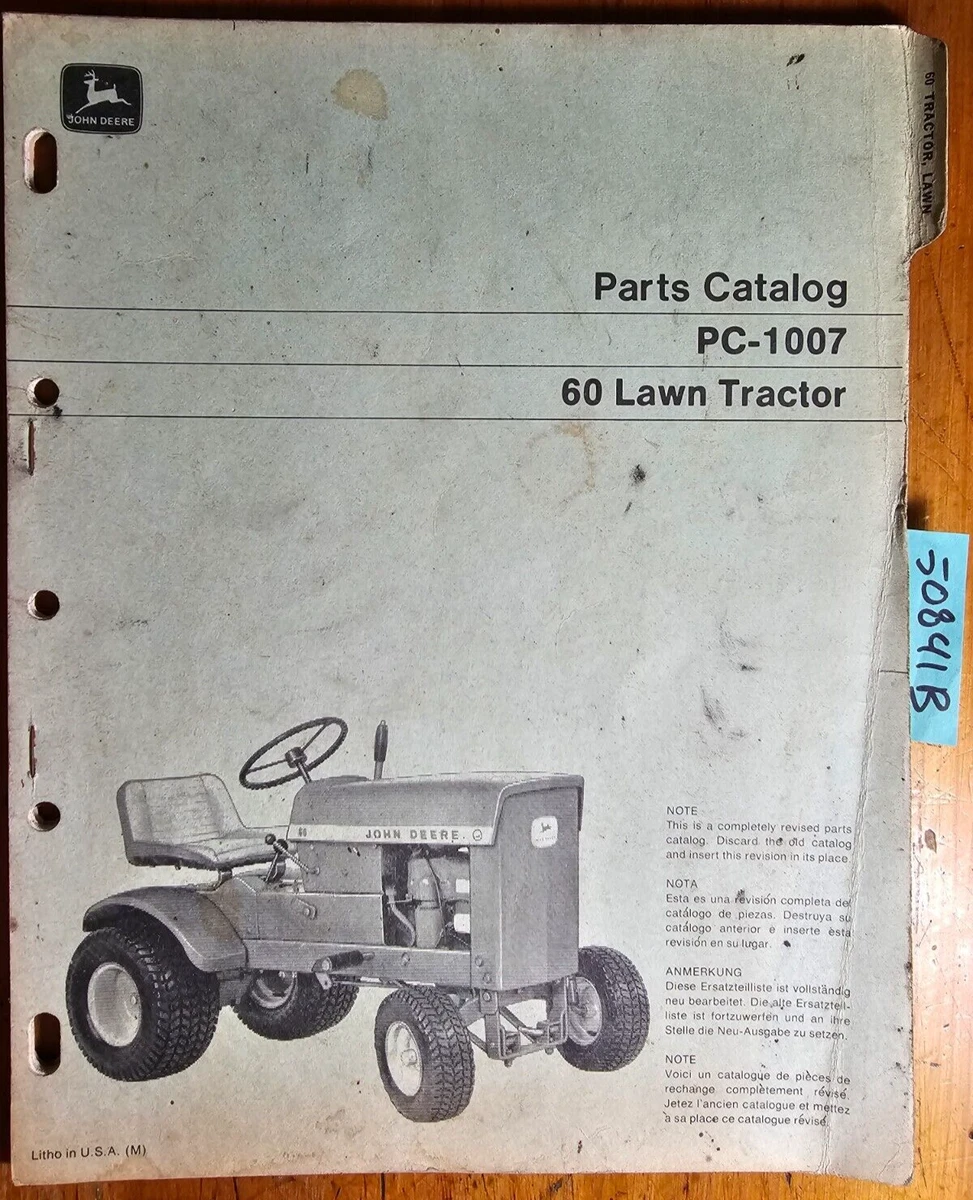 JOHN DEERE
60 TRACTOR, LAWN
Parts Catalog
PC-1007
60 Lawn Tractor
50841B
60
JOHN DEERE
NOTE
This is a completely revised parts
catalog. Discard the old catalog
and insert this revision in its place.
NOTA
Esta es una revisión completa del
catálogo de piezas. Destruya su
catálogo anterior e inserte ésta
revisión en su lugar.
ANMERKUNG
Diese Ersatzteilliste ist vollständig
neu bearbeitet. Die alte Ersatzteil-
liste ist fortzuwerfen und an ihre
Stelle die Neu-Ausgabe zu setzen.
NOTE
Voici un catalogue de pièces de
rechange complètement révisé.
Jetez l'ancien catalogue et mettez
à sa place ce catalogue révisé.
Litho in U.S.A. (M)